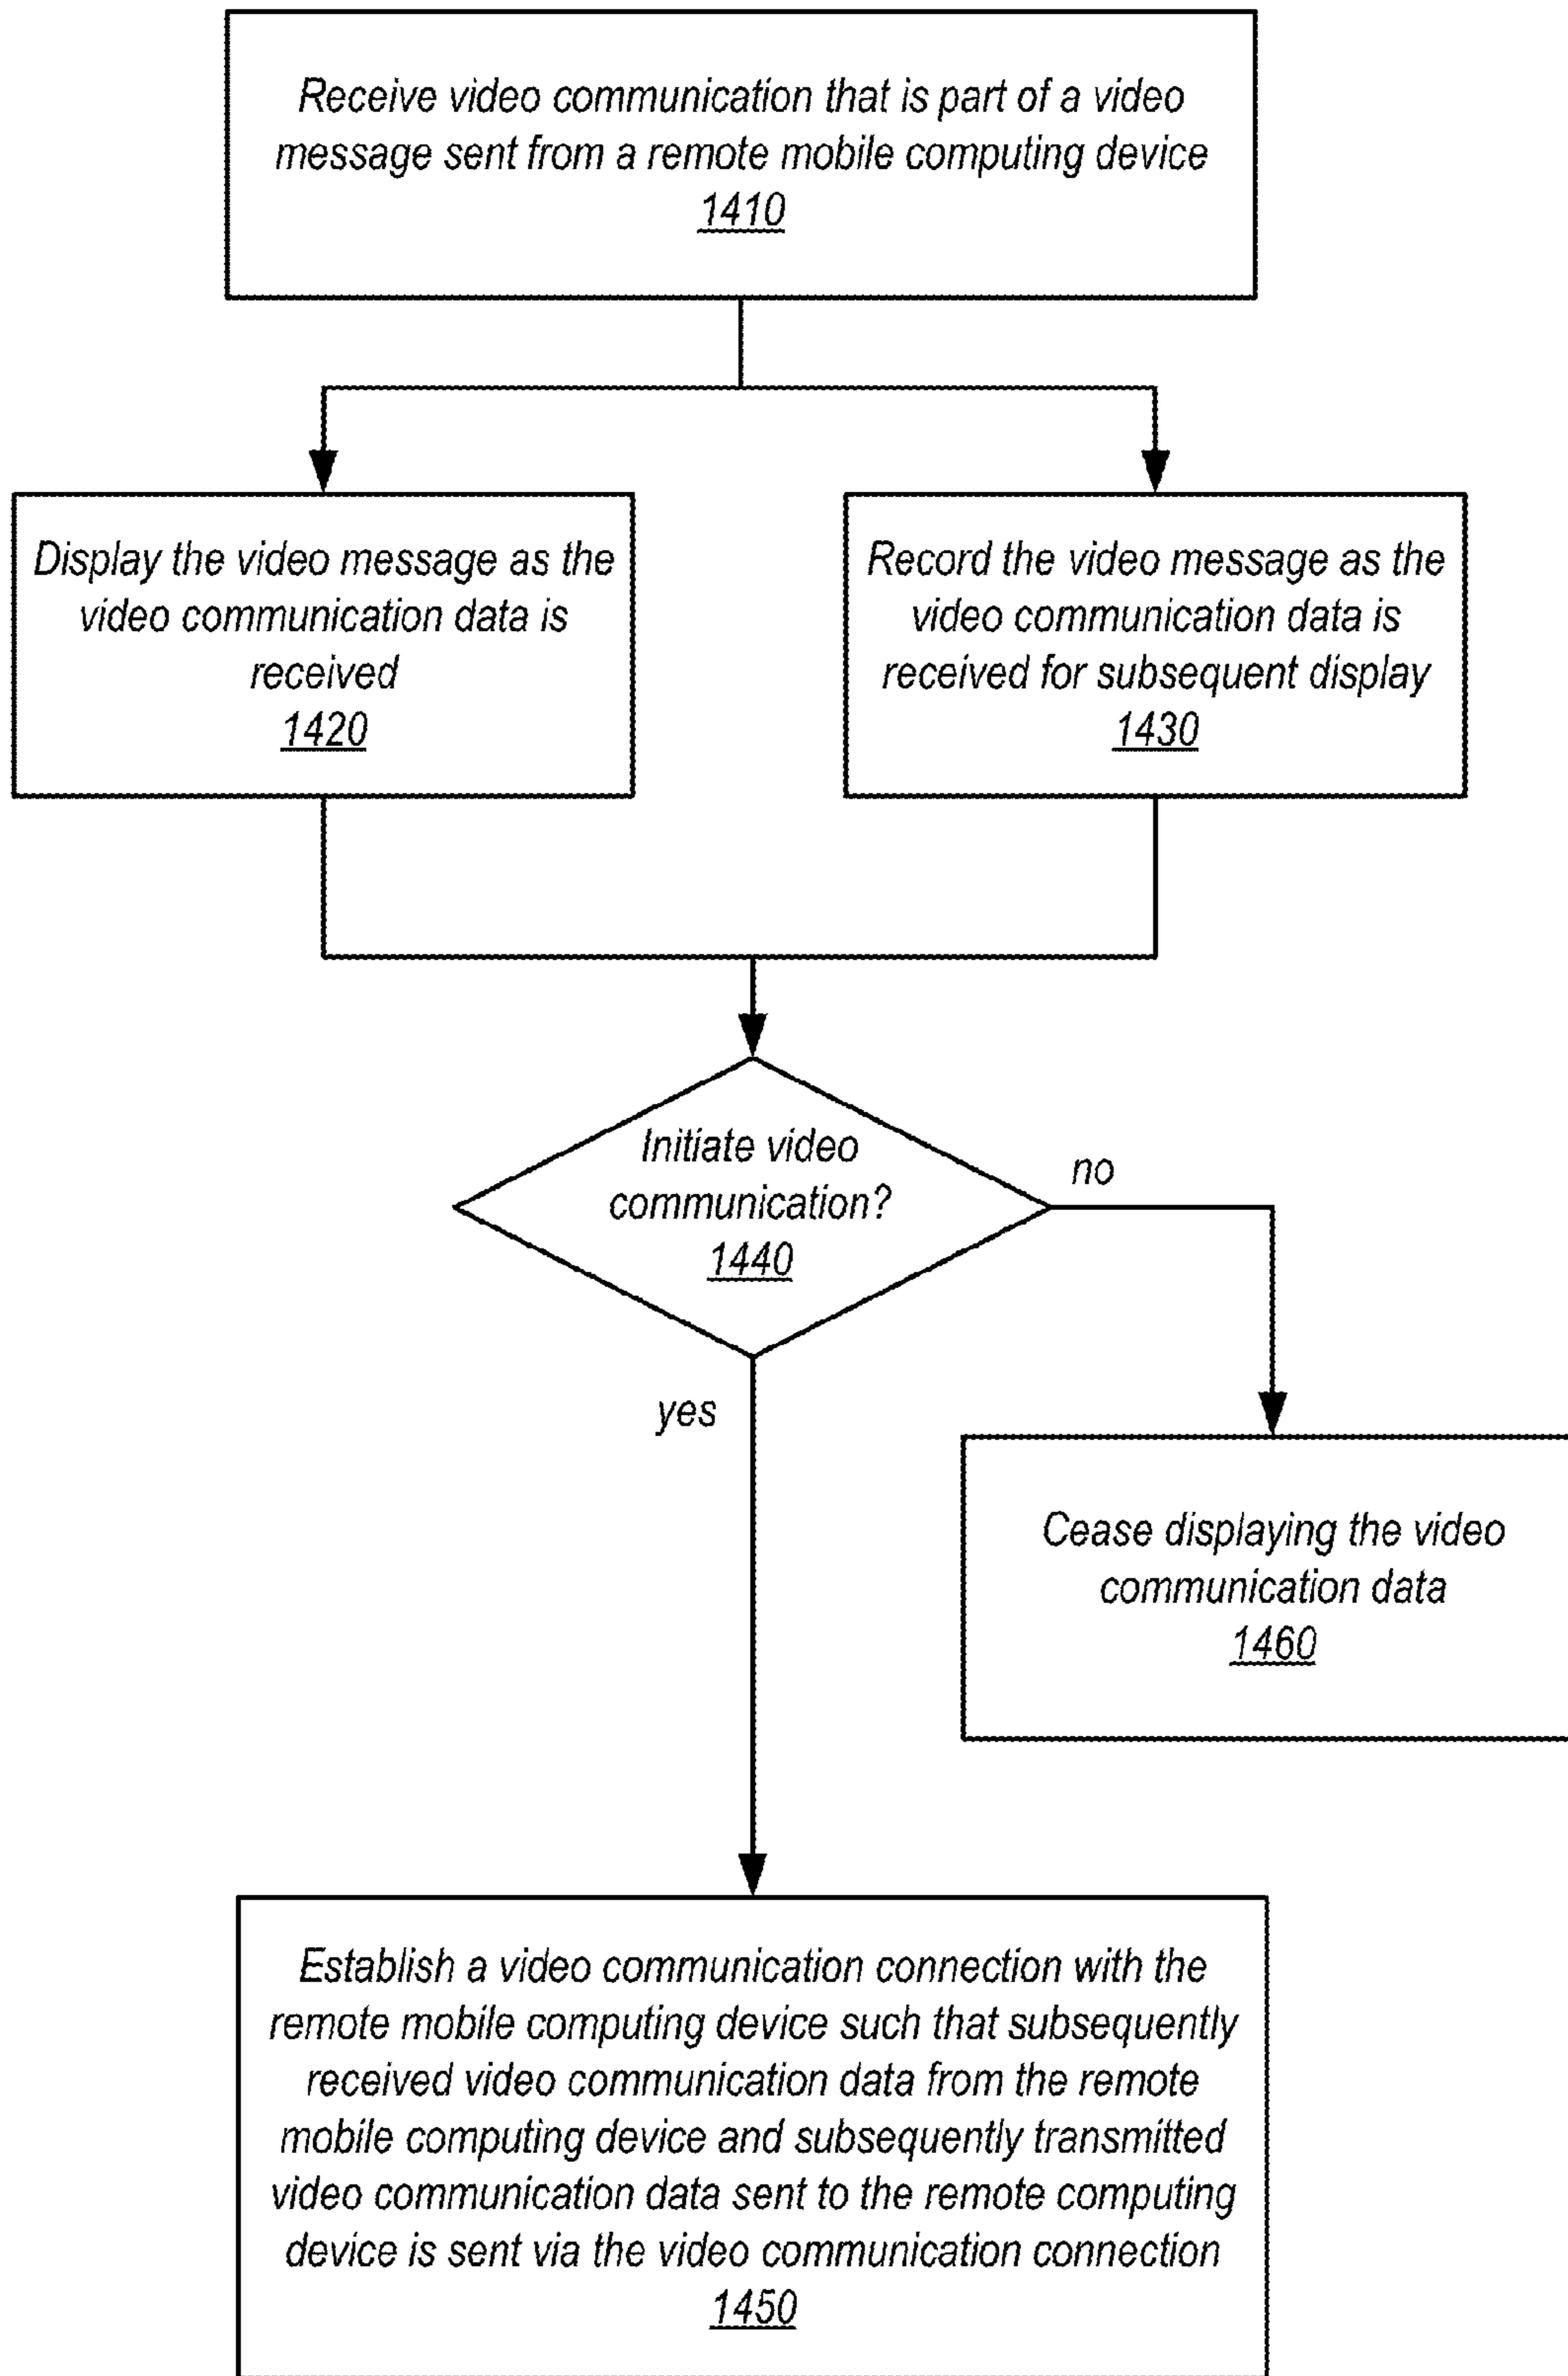 Receive video communication that is part of a video
message sent from a remote mobile computing device
1410
Display the video message as the
video communication data is
received
1420
Record the video message as the
video communication data is
received for subsequent display
1430
Initiate video
communication?
1440
no
yes
Cease displaying the video
communication data
1460
Establish a video communication connection with the
remote mobile computing device such that subsequently
received video communication data from the remote
mobile computing device and subsequently transmitted
video communication data sent to the remote computing
device is sent via the video communication connection
1450